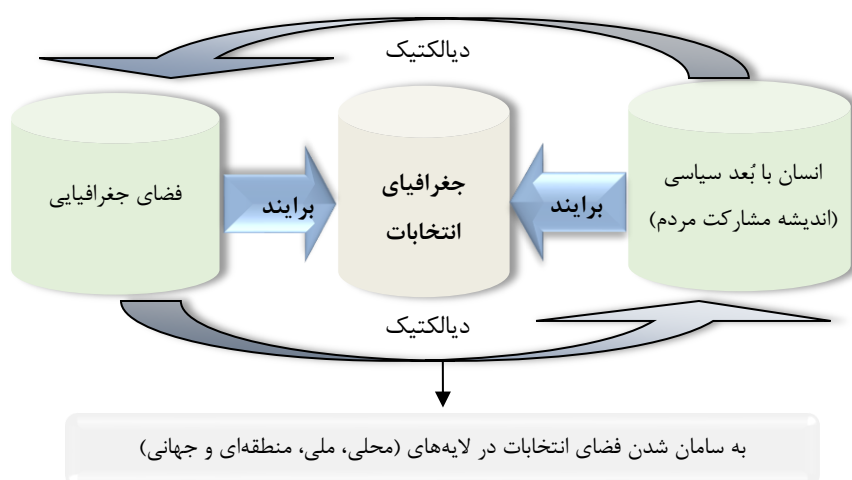 دیالکتیک
انسان با بُعد سیاسی
(اندیشه مشارکت مردم)
برایند
جغرافیای
انتخابات
برایند
فضای جغرافیایی
دیالکتیک
به سامان شدن فضای انتخابات در لایه‌های (محلی، ملی، منطقه‌ای و جهانی)